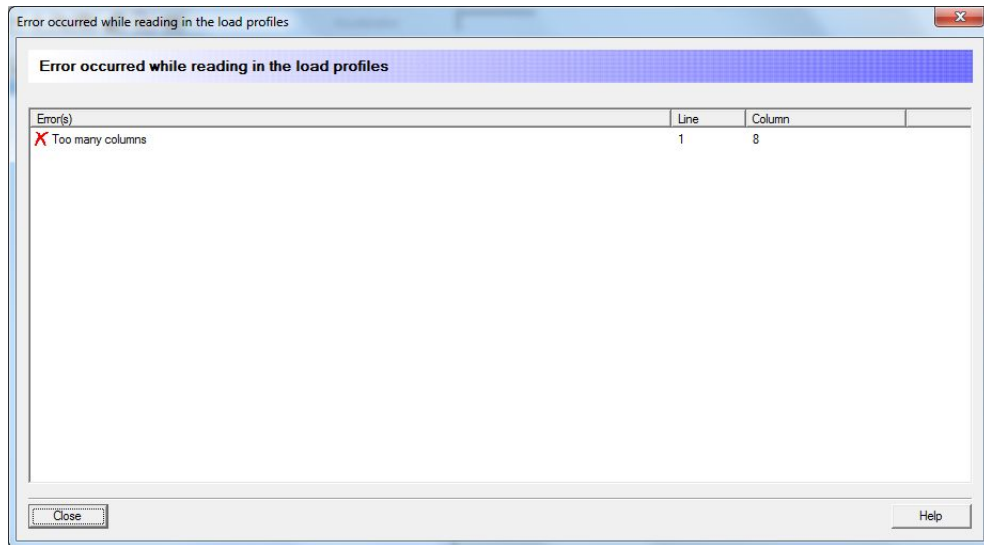 Error occurred while reading in the load profiles
Error occurred while reading in the load profiles
Error(s) Line Column
Too many columns 1 8
Close Help